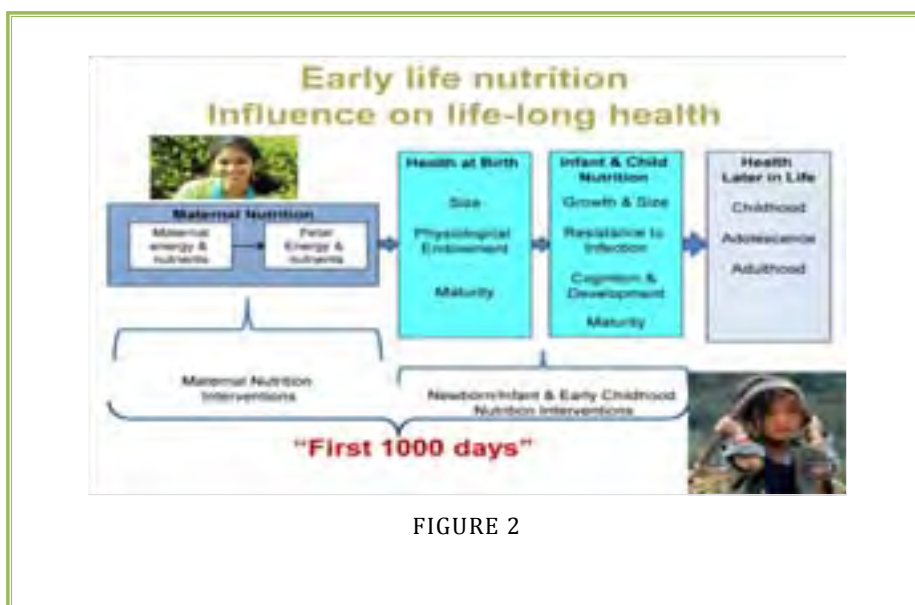 Early life nutrition
Influence on life-long health
Maternal Nutrition
Maternal
energy &
nutrients
Fetal
Energy &
nutrients
Health at Birth
Size
Physiological
Endowment
Maturity
Infant & Child
Nutrition
Growth & Size
Resistance to
Infection
Cognition &
Development
Maturity
Health
Later in Life
Childhood
Adolescence
Adulthood
Maternal Nutrition
Interventions
Newborn/Infant & Early Childhood
Nutrition Interventions
"First 1000 days"
FIGURE 2